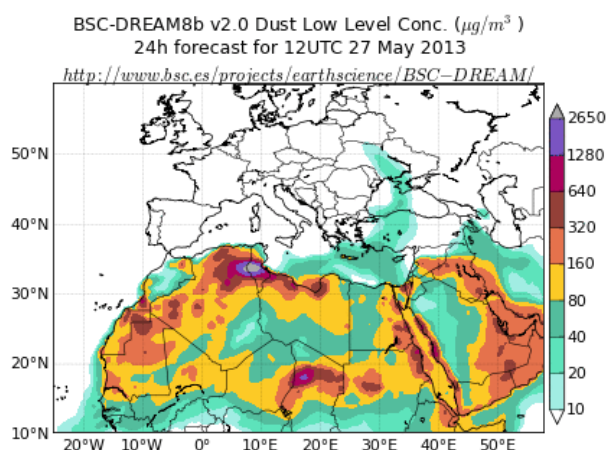 BSC-DREAM8b v2.0 Dust Low Level Conc. (μg/m³ )
24h forecast for 12UTC 27 May 2013
http://www.bsc.es/projects/earthscience/BSC−DREAM/
2650
1280
640
320
160
80
40
20
10
50°N
40°N
30°N
20°N
10°N
20°W 10°W 0° 10°E 20°E 30°E 40°E 50°E